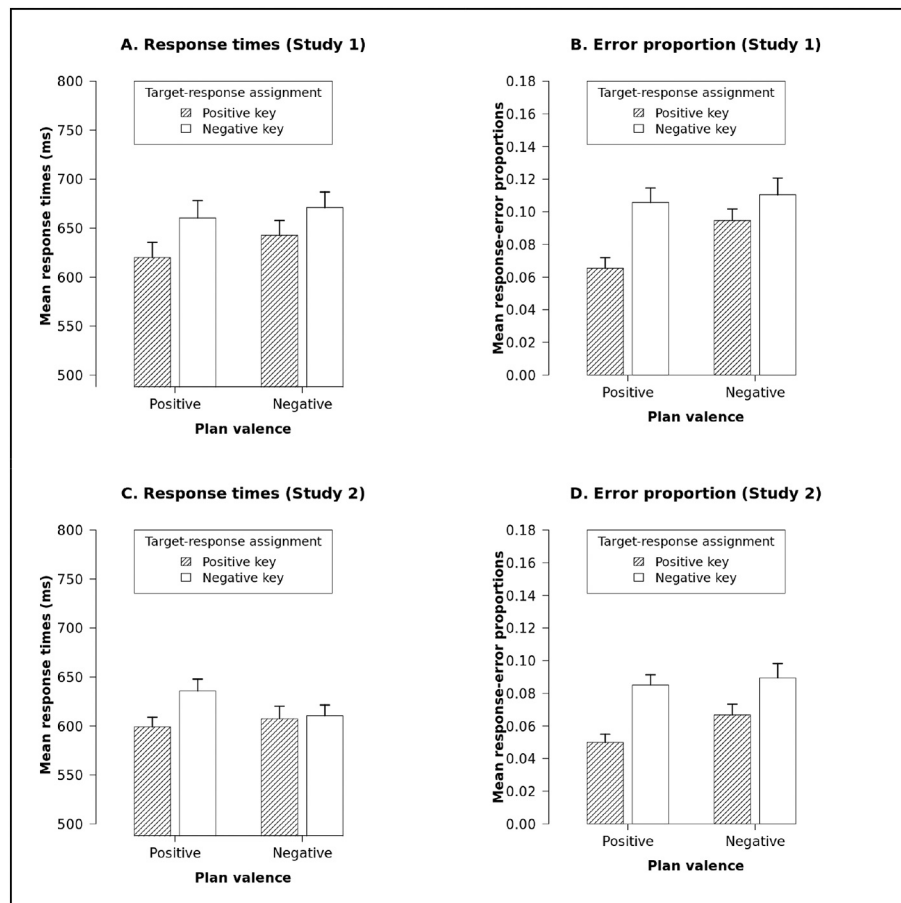 A. Response times (Study 1)
Mean response times (ms)
800
750
700
650
600
550
500
Target-response assignment
Positive key
Negative key
Positive
Negative
Plan valence
B. Error proportion (Study 1)
Mean response-error proportions
0.18
0.16
0.14
0.12
0.10
0.08
0.06
0.04
0.02
0.00
Target-response assignment
Positive key
Negative key
Positive
Negative
Plan valence
C. Response times (Study 2)
Mean response times (ms)
800
750
700
650
600
550
500
Target-response assignment
Positive key
Negative key
Positive
Negative
Plan valence
D. Error proportion (Study 2)
Mean response-error proportions
0.18
0.16
0.14
0.12
0.10
0.08
0.06
0.04
0.02
0.00
Target-response assignment
Positive key
Negative key
Positive
Negative
Plan valence